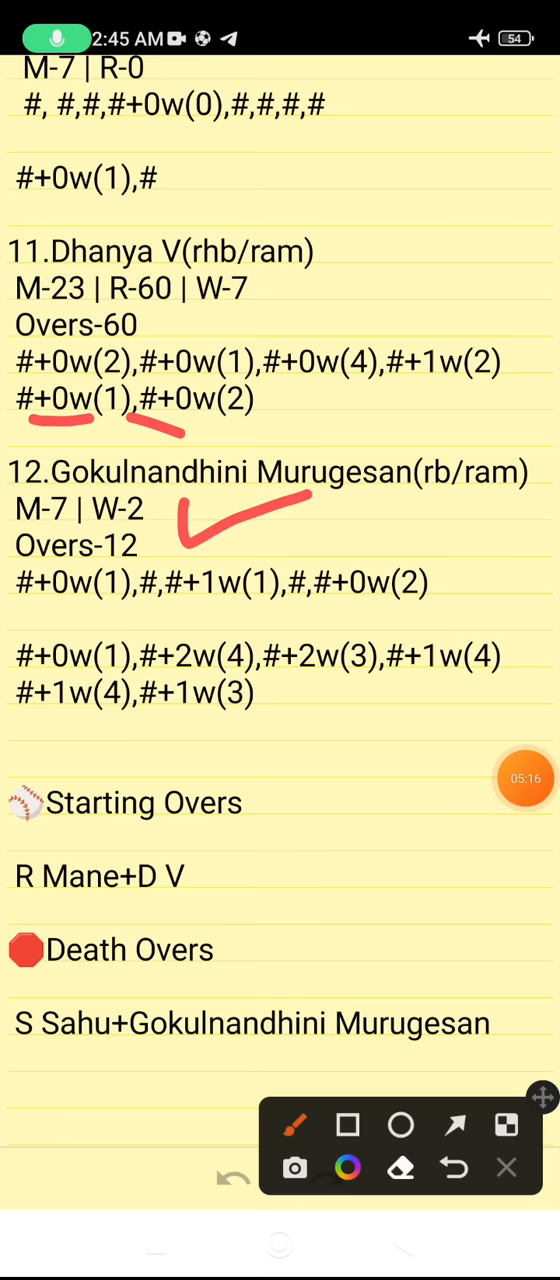 2:45 AM
54
M-7 | R-0
#, #,#,#+0w(0),#,#,#,#
#+0w(1),#
11.Dhanya V(rhb/ram)
M-23 | R-60 | W-7
Overs-60
#+0w(2),#+0w(1),#+0w(4),#+1w(2)
#+0w(1),#+0w(2)
12.Gokulnandhini Murugesan(rb/ram)
M-7 | W-2
Overs-12
#+0w(1),#,#+1w(1),#,#+0w(2)
#+0w(1),#+2w(4),#+2w(3),#+1w(4)
#+1w(4),#+1w(3)
05:16
Starting Overs
R Mane+D V
Death Overs
S Sahu+Gokulnandhini Murugesan